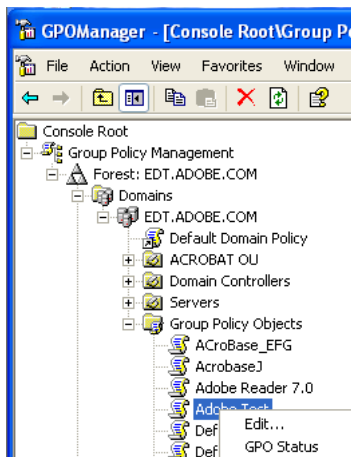 GPOManager - [Console Root\Group P
File Action View Favorites Window
Console Root
Group Policy Management
Forest: EDT.ADOBE.COM
Domains
EDT.ADOBE.COM
Default Domain Policy
ACROBAT OU
Domain Controllers
Servers
Group Policy Objects
ACroBase_EFG
AcrobaseJ
Adobe Reader 7.0
Adobe Test
Def Edit...
Def GPO Status